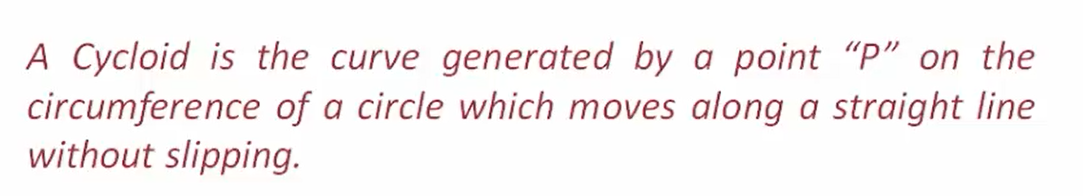 A Cycloid is the curve generated by a point “P” on the
circumference of a circle which moves along a straight line
without slipping.